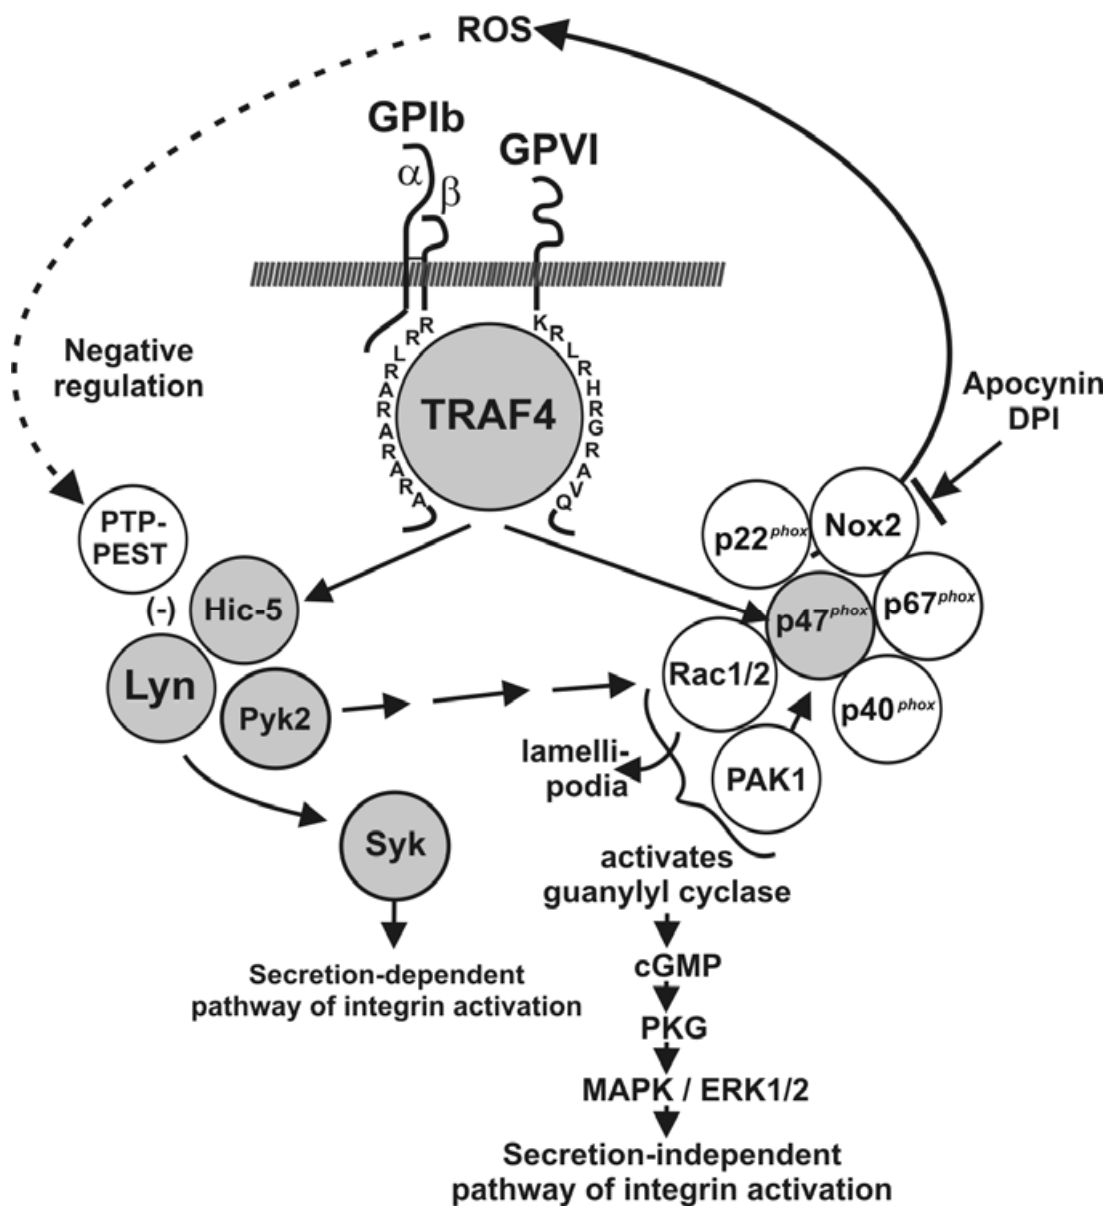 ROS
GPIb
α
β
GPVI
R
R
R
L
R
A
R
A
R
A
R
A
K
R
L
R
H
R
G
R
A
V
Q
TRAF4
Negative
regulation
Apocynin
DPI
PTP-
PEST
(-)
Hic-5
Lyn
Pyk2
Syk
Secretion-dependent
pathway of integrin activation
p22phox
Nox2
p47phox
p67phox
p40phox
Rac1/2
PAK1
lamelli-
podia
activates
guanylyl cyclase
cGMP
PKG
MAPK / ERK1/2
Secretion-independent
pathway of integrin activation